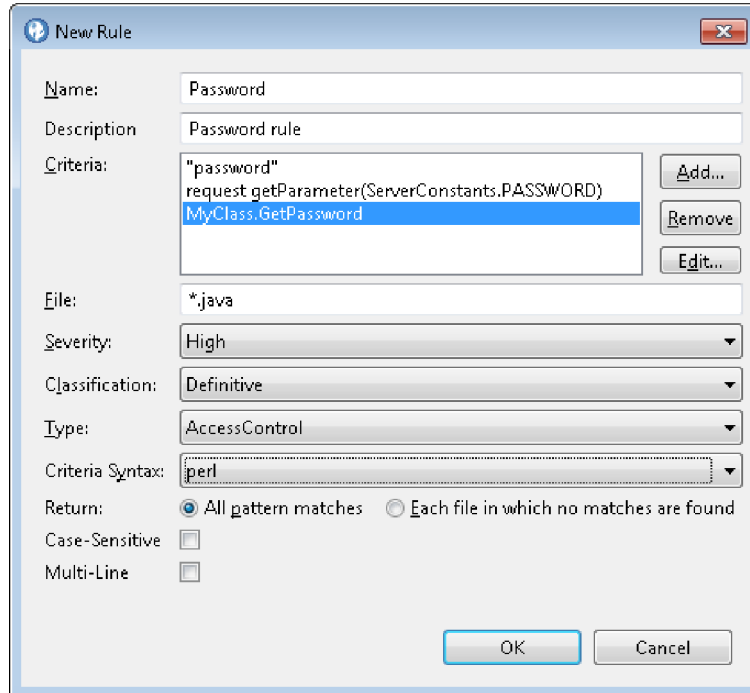 New Rule
Name: Password
Description Password rule
Criteria: "password"
request getParameter(ServerConstants.PASSWORD)
MyClass.GetPassword
Add...
Remove
Edit...
File: *.java
Severity: High
Classification: Definitive
Type: AccessControl
Criteria Syntax: perl
Return: All pattern matches Each file in which no matches are found
Case-Sensitive
Multi-Line
OK Cancel